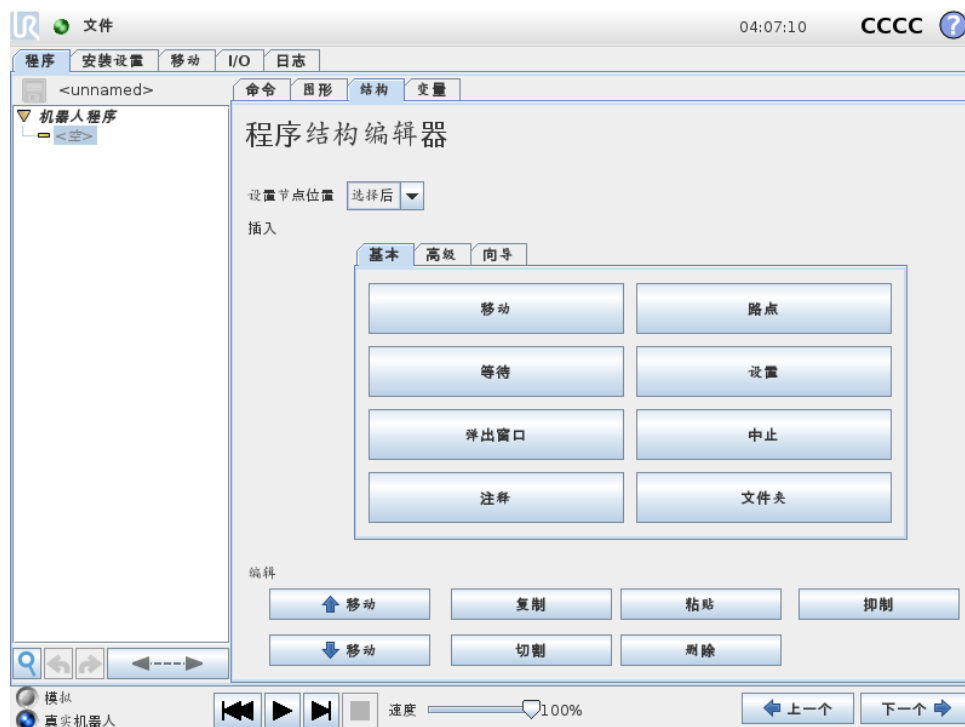 UR 文件 04:07:10 CCCC ?
程序 安装设置 移动 I/O 日志
<unnamed> 命令 图形 结构 变量
机器人程序
<空>
程序结构编辑器
设置节点位置 选择后
插入
基本 高级 向导
移动 路点
等待 设置
弹出窗口 中止
注释 文件夹
编辑
移动 复制 粘贴 抑制
移动 切割 删除
模拟
真实机器人
速度 100% 上一个 下一个